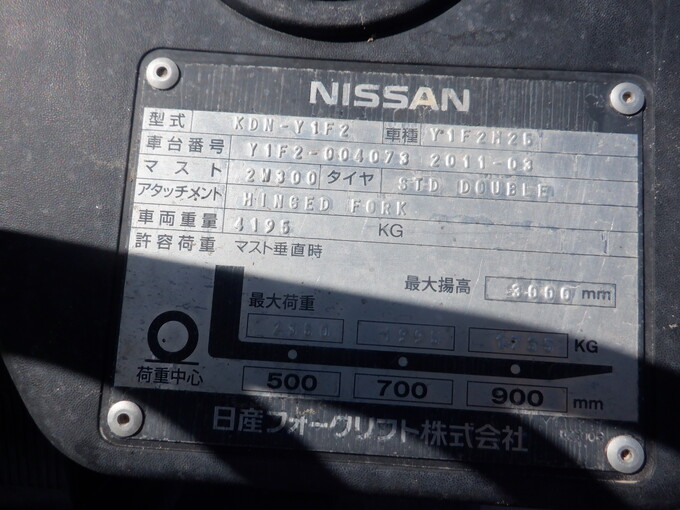 NISSAN
型式 KDN-Y1F2 車種 Y1F2M25
車台番号 Y1F2-004073 2011-03
マスト 2W300 タイヤ STD DOUBLE
アタッチメント HINGED FORK
車両重量 4195 KG
許容荷重 マスト垂直時
最大揚高 3000 mm
最大荷重
KG
荷重中心 500 700 900 mm
日産フォークリフト株式会社